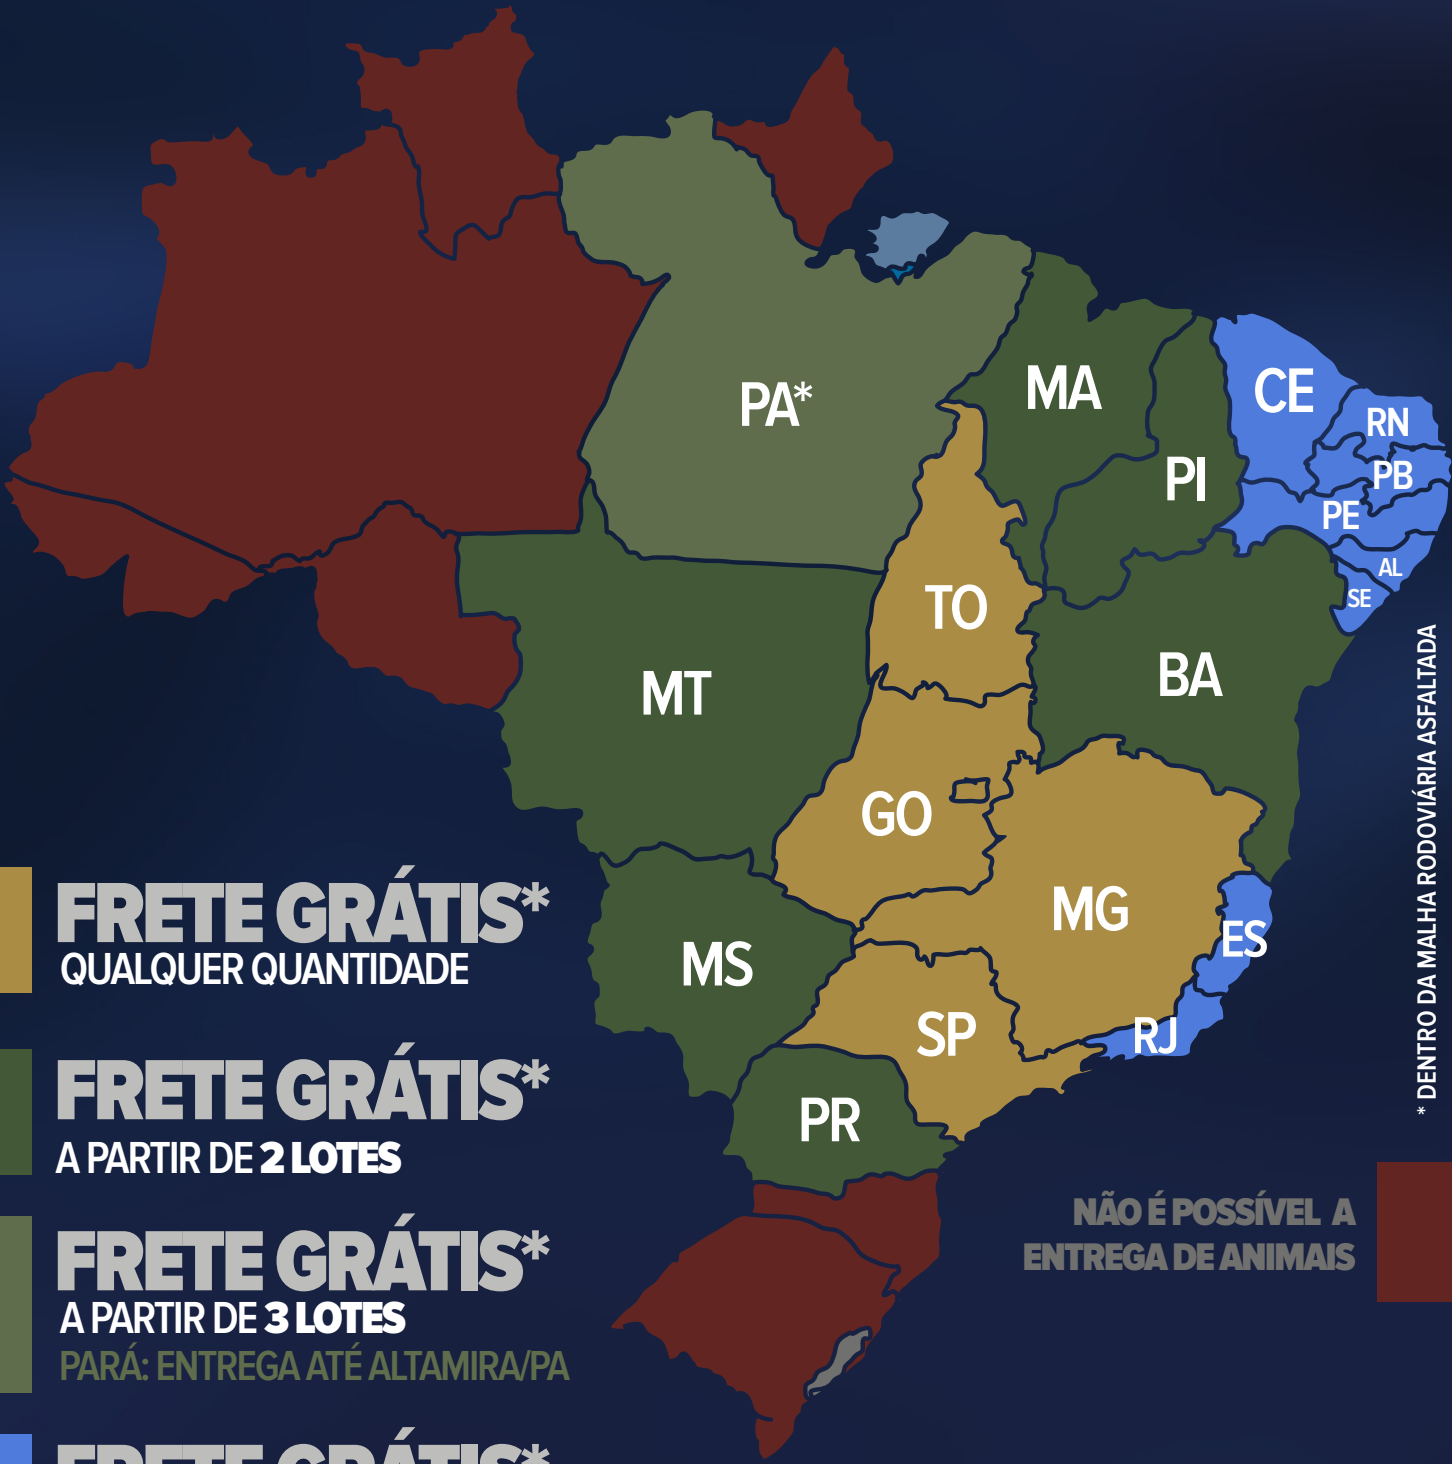 PA*
MA
CE
RN
PI
PB
PE
AL
SE
TO
MT
BA
GO
MG
ES
MS
SP
RJ
PR
FRETE GRÁTIS*
QUALQUER QUANTIDADE
FRETE GRÁTIS*
A PARTIR DE 2 LOTES
FRETE GRÁTIS*
A PARTIR DE 3 LOTES
PARÁ: ENTREGA ATÉ ALTAMIRA/PA
FRETE GRÁTIS*
* DENTRO DA MALHA RODOVIÁRIA ASFALTADA
NÃO É POSSÍVEL A
ENTREGA DE ANIMAIS